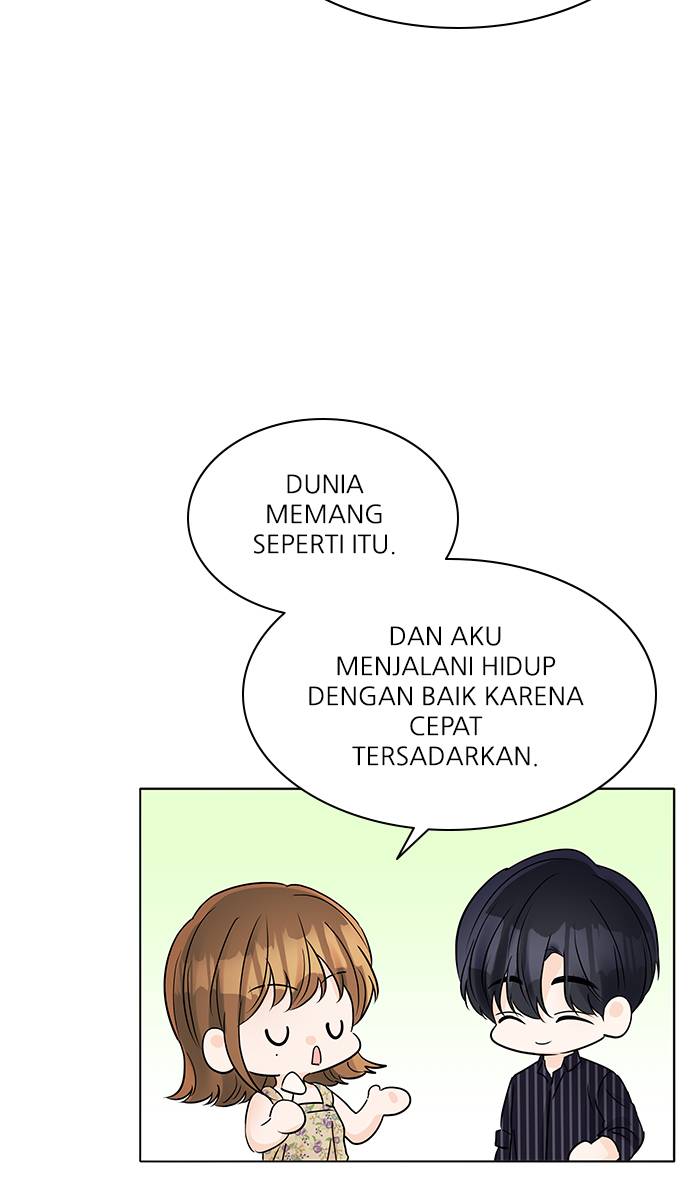 DUNIA
MEMANG
SEPERTI ITU.
DAN AKU
MENJALANI HIDUP
DENGAN BAIK KARENA
CEPAT
TERSADARKAN.